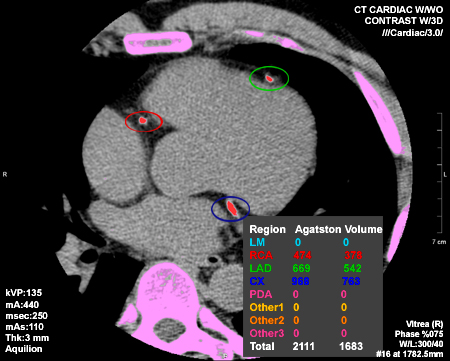 CT CARDIAC W/WO
CONTRAST W/3D
///Cardiac/3.0/
R
L
7 cm
Region Agatston Volume
LM 0 0
RCA 474 378
LAD 669 542
CX 968 763
PDA 0 0
Other1 0 0
Other2 0 0
Other3 0 0
Total 2111 1683
kVP:135
mA:440
msec:250
mAs:110
Thk:3 mm
Aquilion
Vitrea (R)
Phase %075
W/L:300/40
#16 at 1782.5mm